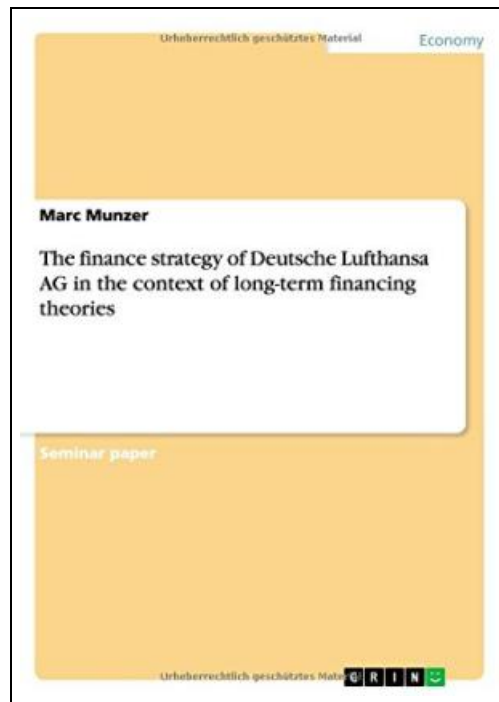 Urheberrechtlich geschütztes Material
Economy
Marc Munzer
The finance strategy of Deutsche Lufthansa
AG in the context of long-term financing
theories
Seminar paper
Urheberrechtlich geschütztes
GRIN